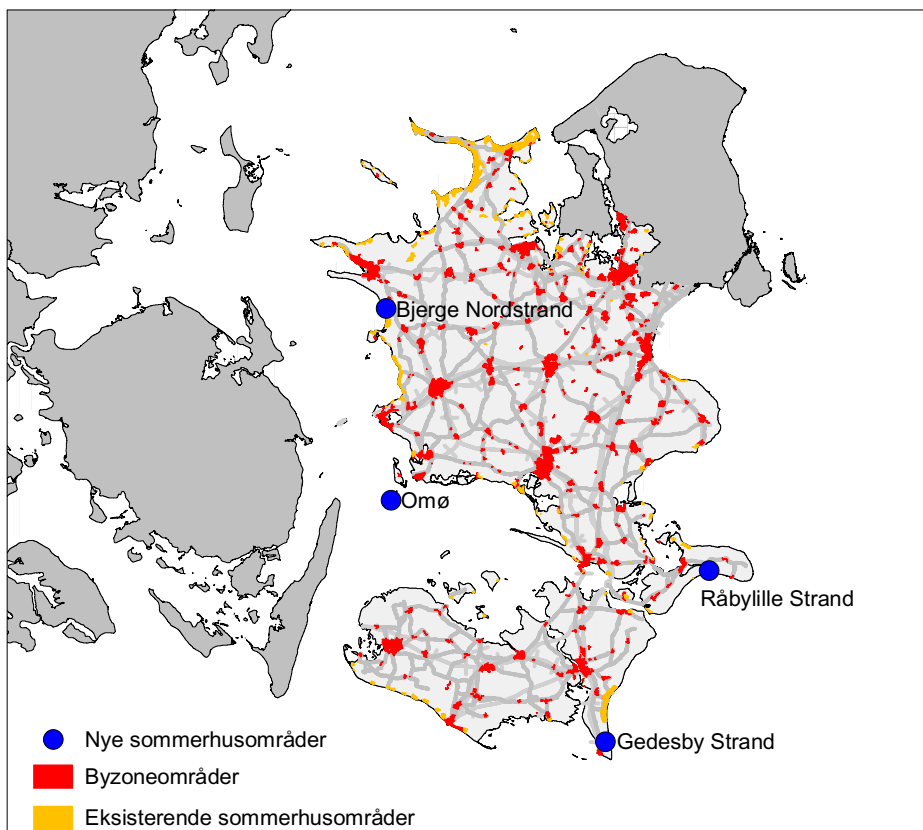 Bjerge Nordstrand
Omø
Råbylille Strand
Gedesby Strand
Nye sommerhusområder
Byzoneområder
Eksisterende sommerhusområder